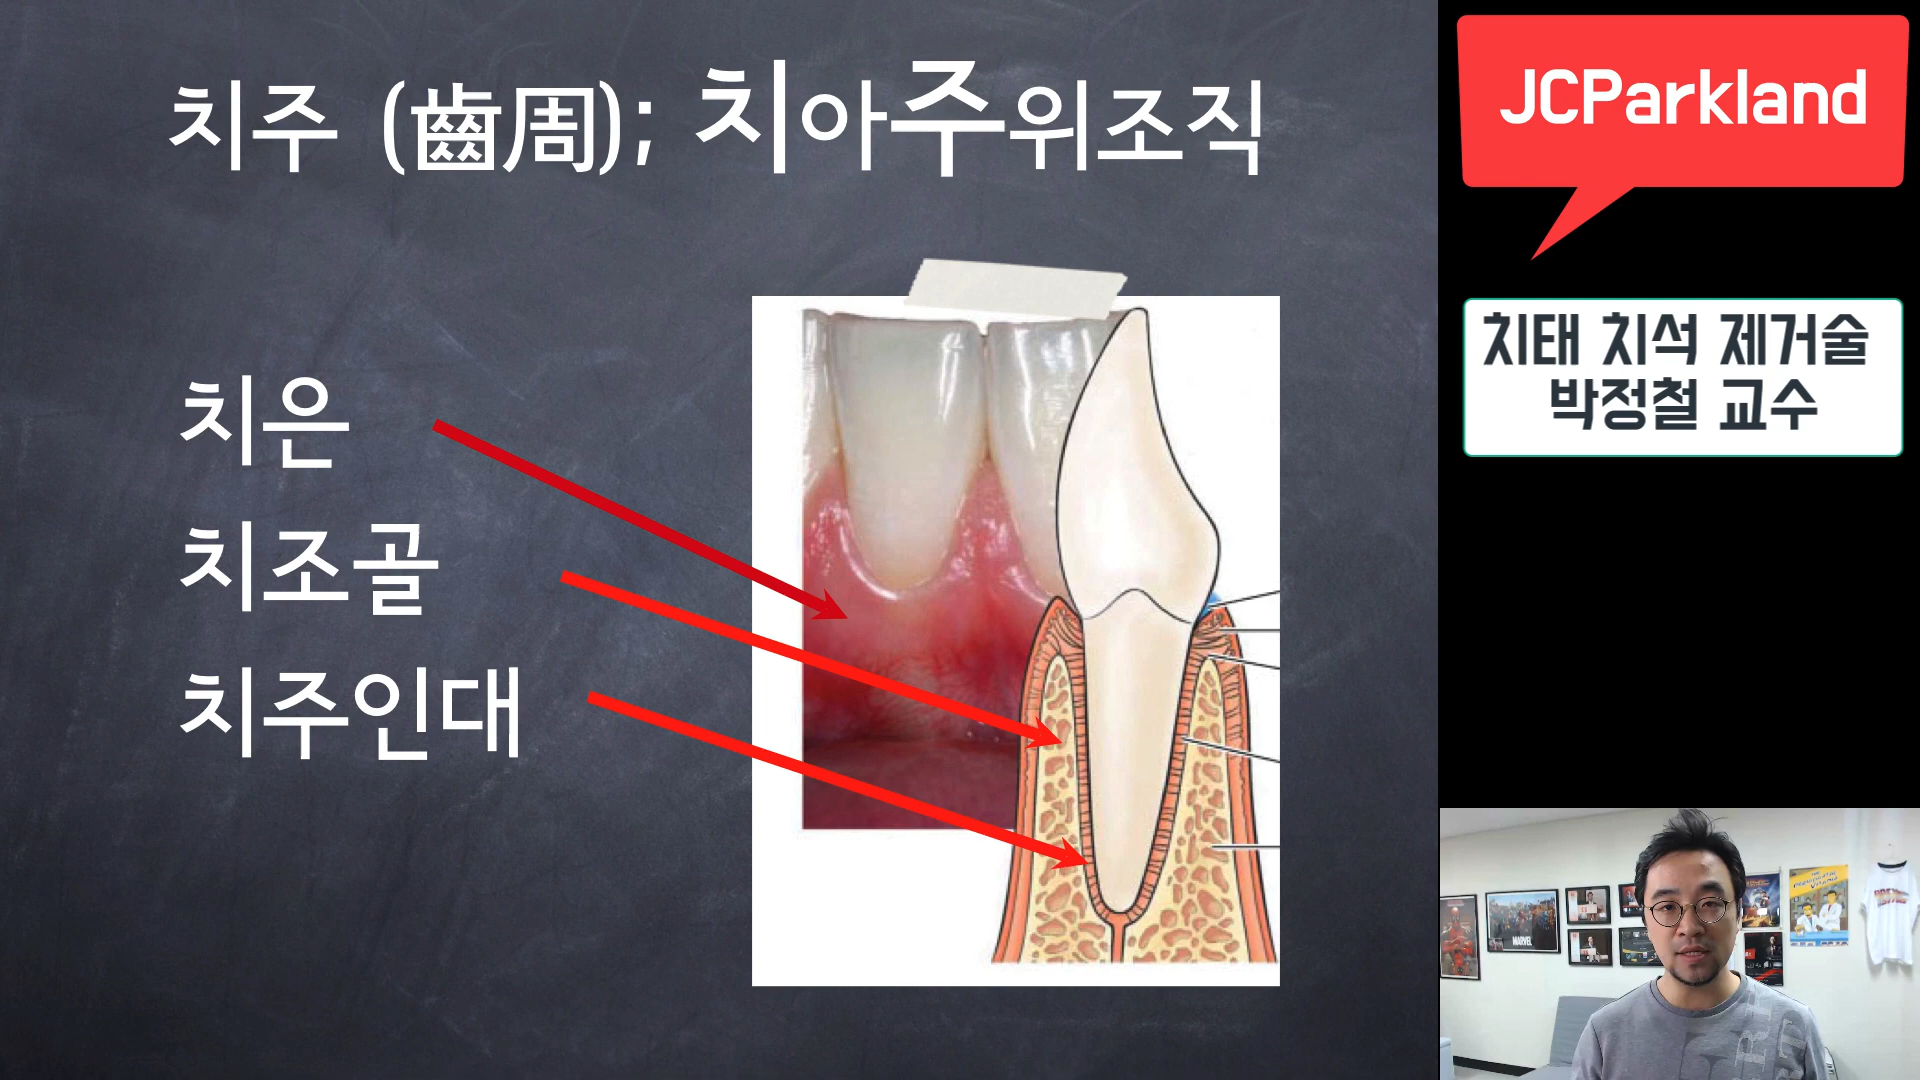 치주 (齒周); 치아주위조직
치은
치조골
치주인대
JCParkland
치태 치석 제거술
박정철 교수
MARVEL